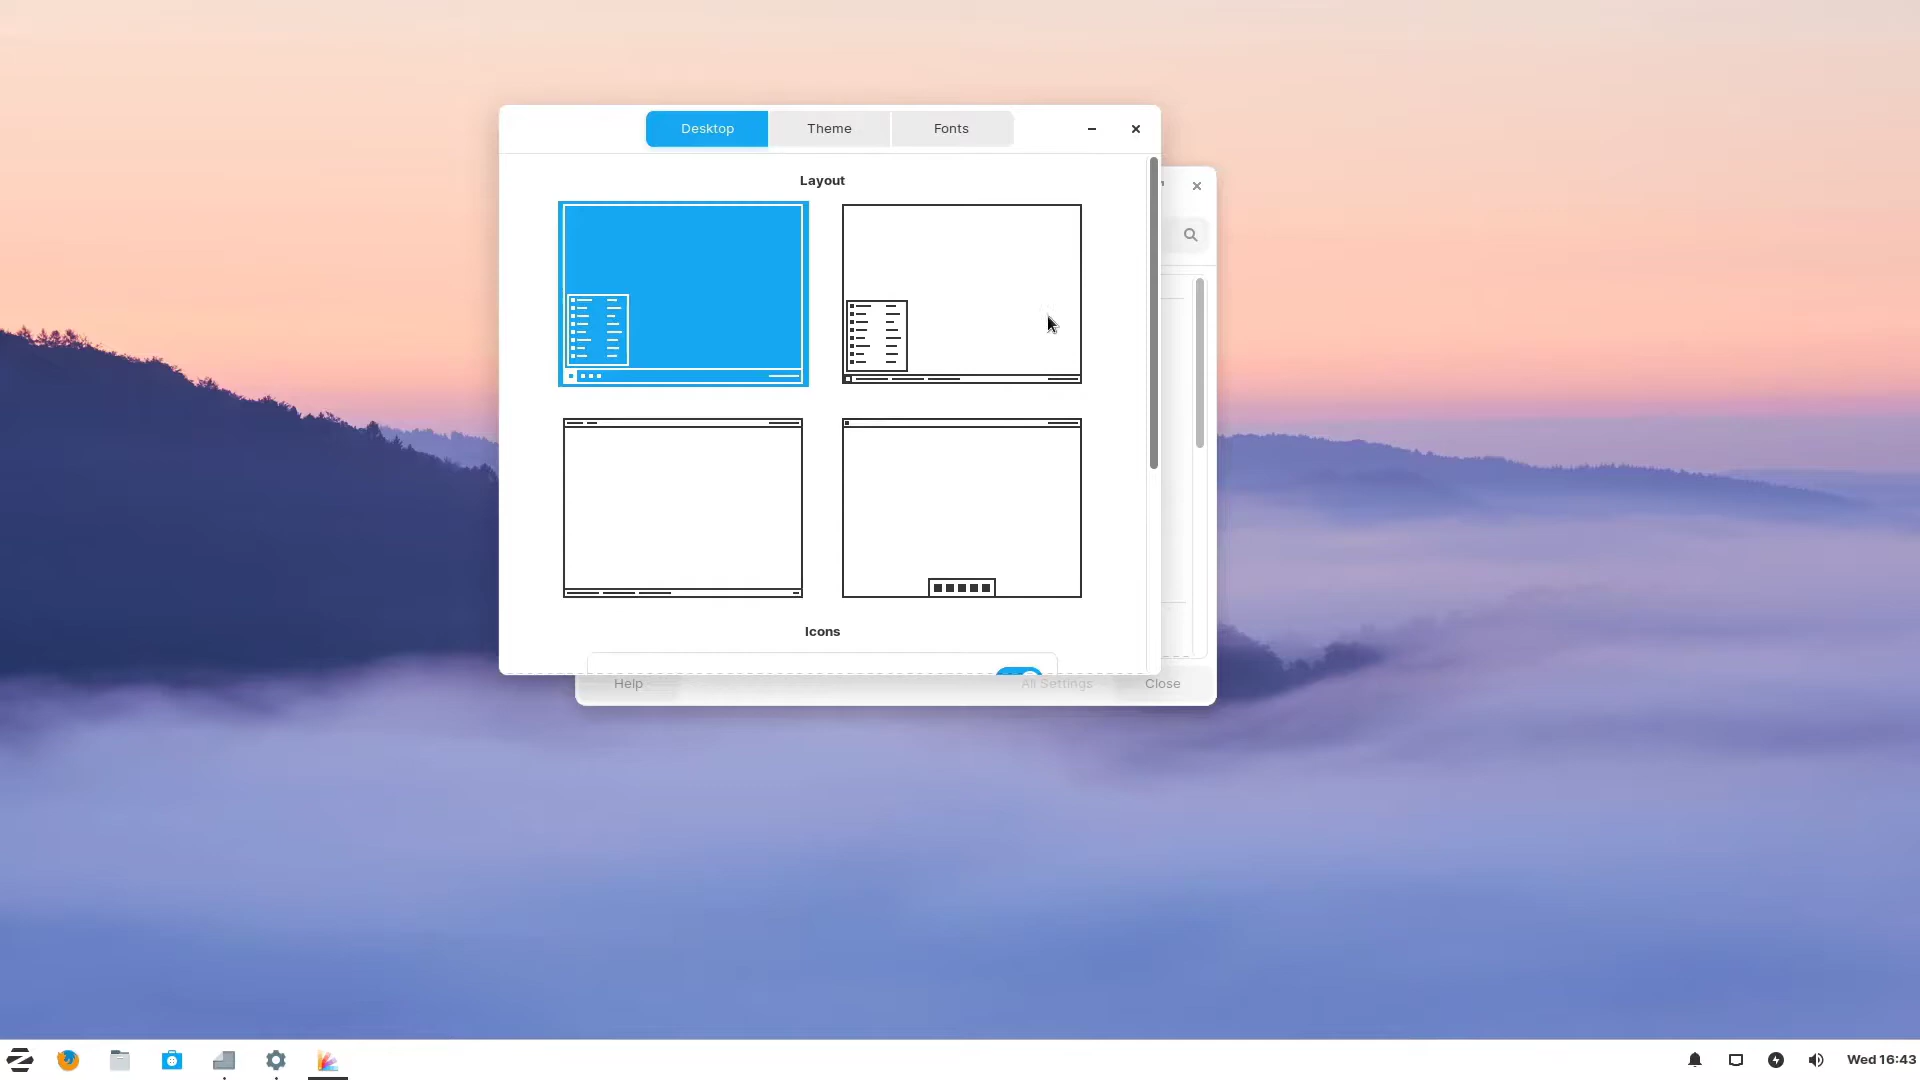 Desktop
Theme
Fonts
Layout
Icons
Help
All Settings
Close
Wed 16:43